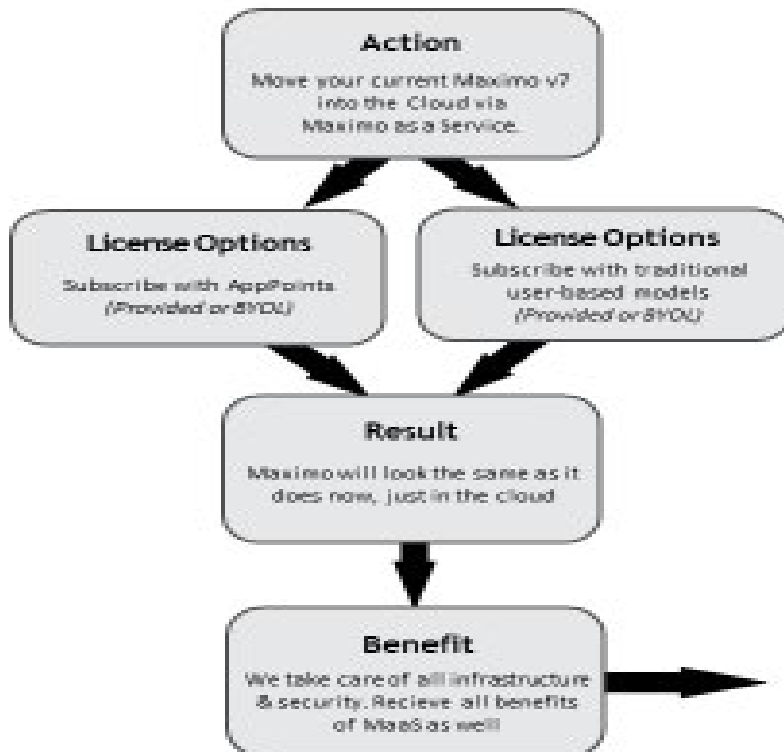 Action
Move your current Maximo v7
into the Cloud via
Maximo as a Service.
License Options
Subscribe with AppPoints
(Provided or BYOL)
License Options
Subscribe with traditional
user-based models
(Provided or BYOL)
Result
Maximo will look the same as it
does now, just in the cloud
Benefit
We take care of all infrastructure
& security. Recieve all benefits
of MaaS as well